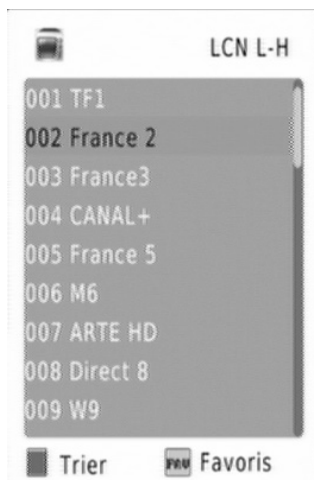 LCN L-H
001 TF1
002 France 2
003 France3
004 CANAL+
005 France 5
006 M6
007 ARTE HD
008 Direct 8
009 W9
Trier FAV Favoris